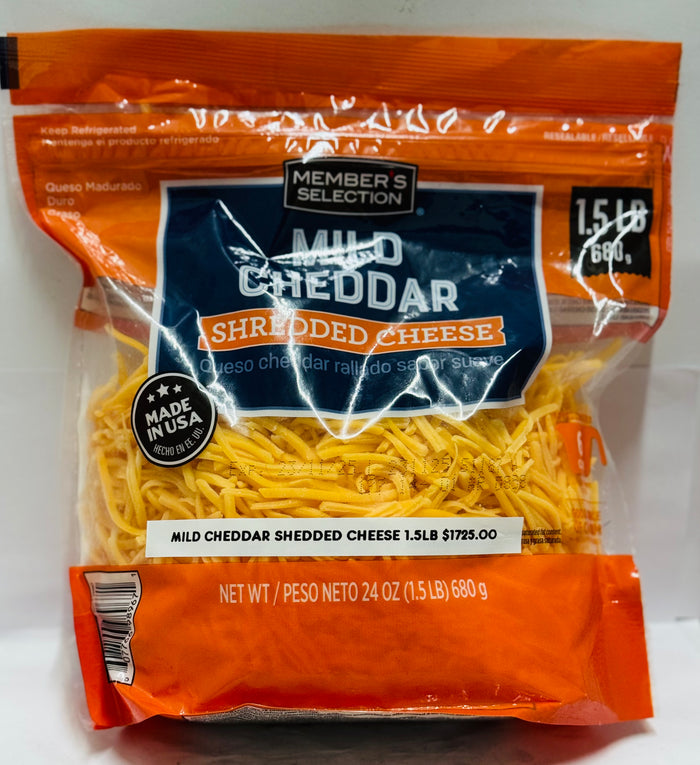 Keep Refrigerated
Mantenga el producto refrigerado
Queso Madurado
Duro
Graso
MEMBER'S
SELECTION
®
1.5 LB
680g
MILD
CHEDDAR
SHREDDED CHEESE
Queso cheddar rallado sabor suave
MADE
IN USA
HECHO EN EE.UU.
MILD CHEDDAR SHEDDED CHEESE 1.5LB $1725.00
NET WT / PESO NETO 24 OZ (1.5 LB) 680 g